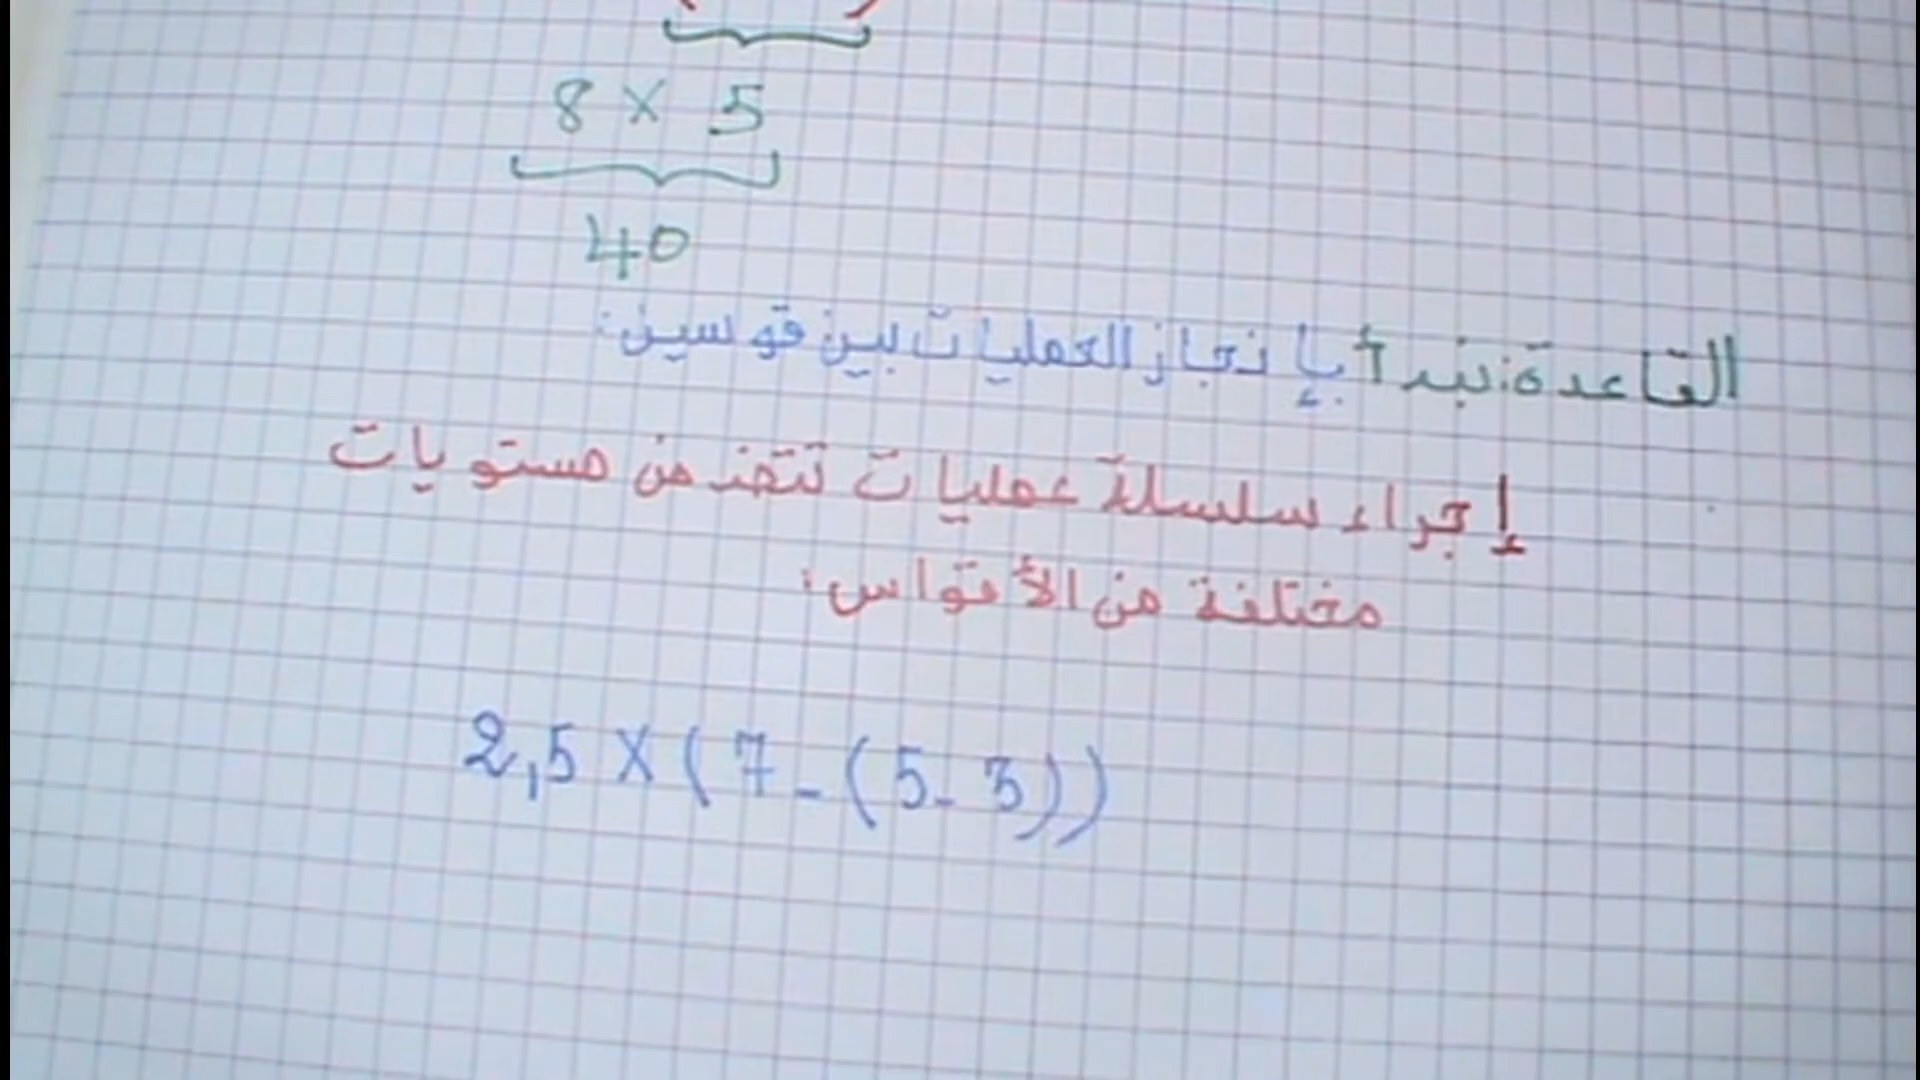 8 × 5
40
القاعدة: نبدأ بإنجاز العمليات بين قوسين:
إجراء سلسلة عمليات تتضمن مستويات
مختلفة من الأقواس:
2,5 × ( 7 - ( 5 - 3 ) )